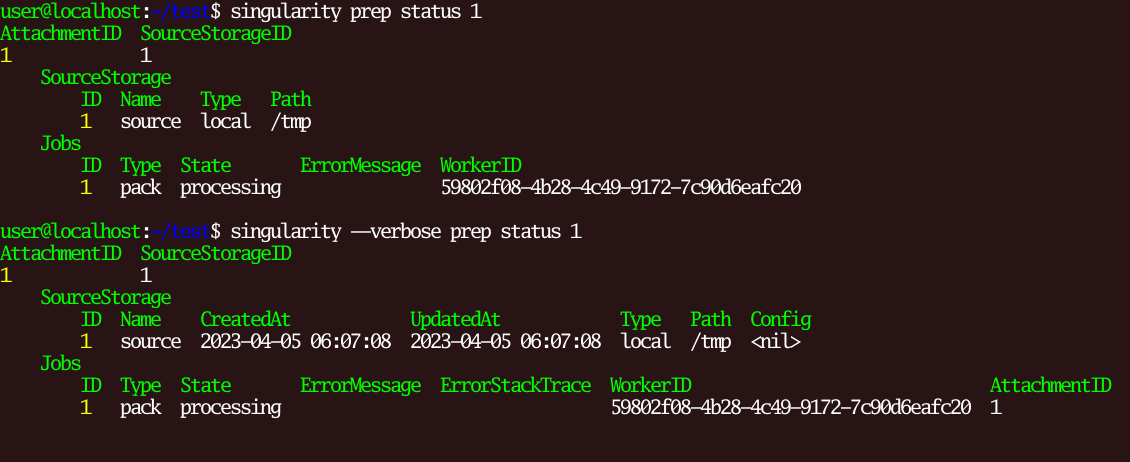 user@localhost:~/test$ singularity prep status 1
AttachmentID  SourceStorageID
1             1
    SourceStorage
        ID  Name    Type   Path
        1   source  local  /tmp
    Jobs
        ID  Type  State       ErrorMessage  WorkerID
        1   pack  processing                59802f08-4b28-4c49-9172-7c90d6eafc20
user@localhost:~/test$ singularity --verbose prep status 1
AttachmentID  SourceStorageID
1             1
    SourceStorage
        ID  Name    CreatedAt            UpdatedAt            Type   Path  Config
        1   source  2023-04-05 06:07:08  2023-04-05 06:07:08  local  /tmp  <nil>
    Jobs
        ID  Type  State       ErrorMessage  ErrorStackTrace  WorkerID                              AttachmentID
        1   pack  processing                                 59802f08-4b28-4c49-9172-7c90d6eafc20  1